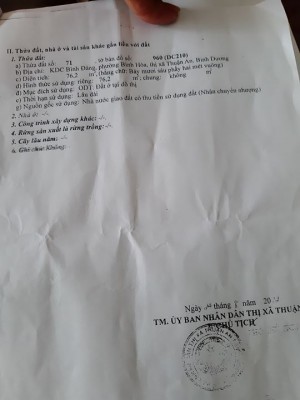 II. Thửa đất, nhà ở và tài sản khác gắn liền với đất
1. Thửa đất:
a) Thửa đất số: 71 tờ bản đồ số: 960 (DC210)
b) Địa chỉ: KDC Bình Đáng, phường Bình Hòa, thị xã Thuận An, Bình Dương
c) Diện tích: 76,2 m², (bằng chữ: Bảy mươi sáu phẩy hai mét vuông)
d) Hình thức sử dụng: riêng: 76,2 m², chung: không m²
đ) Mục đích sử dụng: ODT Đất ở tại đô thị
e) Thời hạn sử dụng: Lâu dài
g) Nguồn gốc sử dụng: Nhà nước giao đất có thu tiền sử dụng đất (Nhận chuyển nhượng)
2. Nhà ở: -/-
3. Công trình xây dựng khác: -/-
4. Rừng sản xuất là rừng trồng: -/-
5. Cây lâu năm: -/-
6. Ghi chú: Không
Ngày tháng năm 20
TM. ỦY BAN NHÂN DÂN THỊ XÃ THUẬN
CHỦ TỊCH